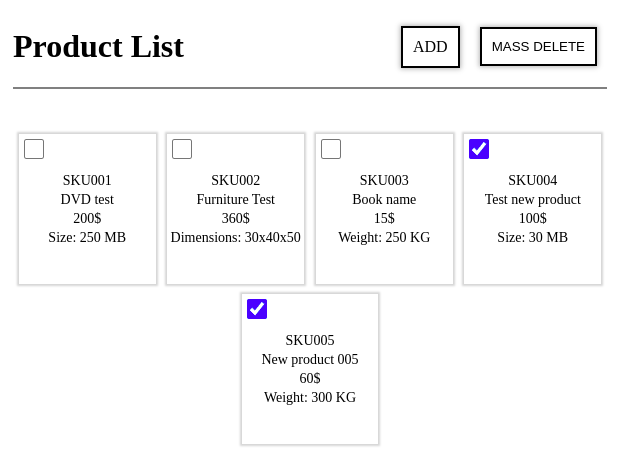 Product List
ADD
MASS DELETE
SKU001
DVD test
200$
Size: 250 MB
SKU002
Furniture Test
360$
Dimensions: 30x40x50
SKU003
Book name
15$
Weight: 250 KG
SKU004
Test new product
100$
Size: 30 MB
SKU005
New product 005
60$
Weight: 300 KG